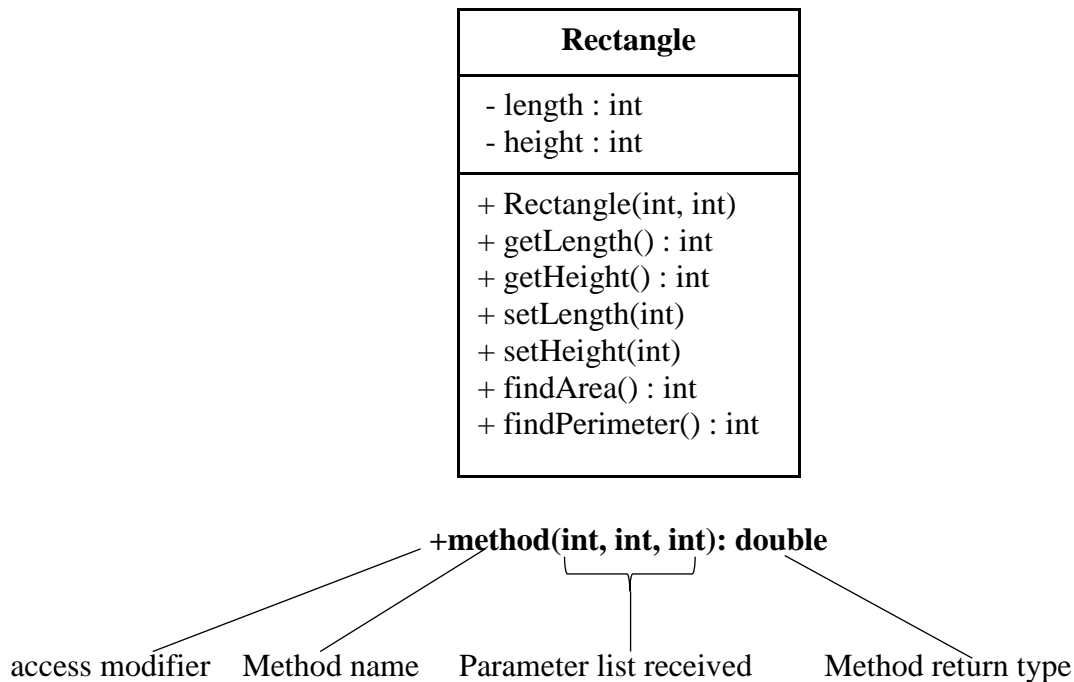 Rectangle
- length : int
- height : int
+ Rectangle(int, int)
+ getLength() : int
+ getHeight() : int
+ setLength(int)
+ setHeight(int)
+ findArea() : int
+ findPerimeter() : int
+method(int, int, int): double
access modifier Method name Parameter list received Method return type